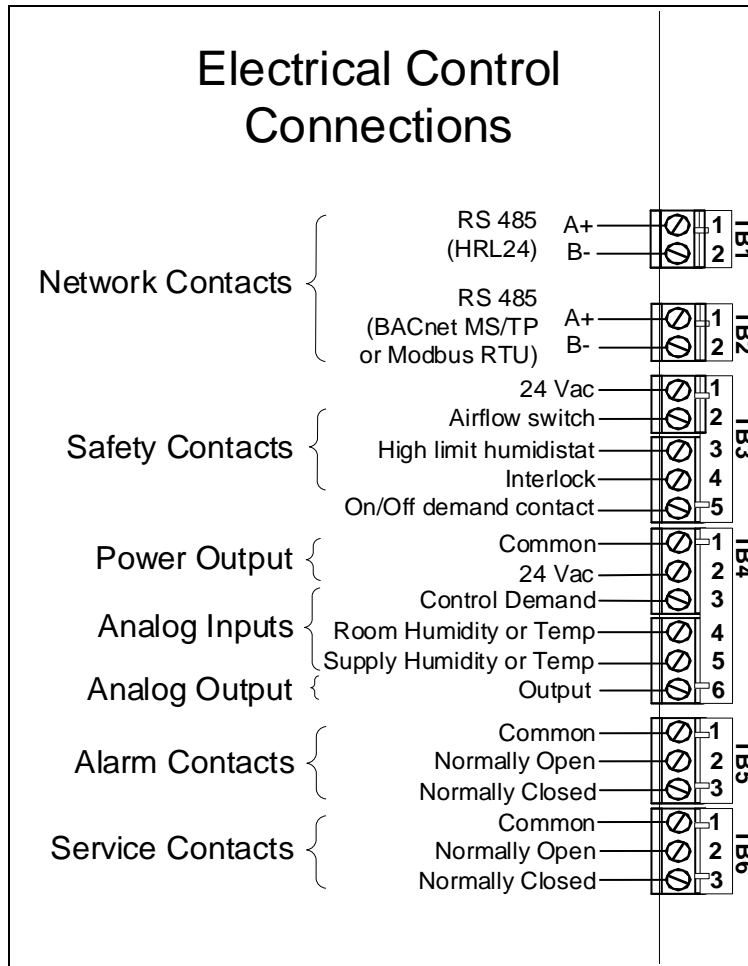 Electrical Control
Connections
Network Contacts
RS 485
(HRL24)
A+
B-
1
2
TB1
RS 485
(BACnet MS/TP
or Modbus RTU)
A+
B-
1
2
TB2
Safety Contacts
24 Vac 1
Airflow switch 2
High limit humidistat 3
Interlock 4
On/Off demand contact 5
TB3
Power Output
Common 1
24 Vac 2
Analog Inputs
Control Demand 3
Room Humidity or Temp 4
Supply Humidity or Temp 5
Analog Output
Output 6
TB4
Alarm Contacts
Common 1
Normally Open 2
Normally Closed 3
TB5
Service Contacts
Common 1
Normally Open 2
Normally Closed 3
TB6